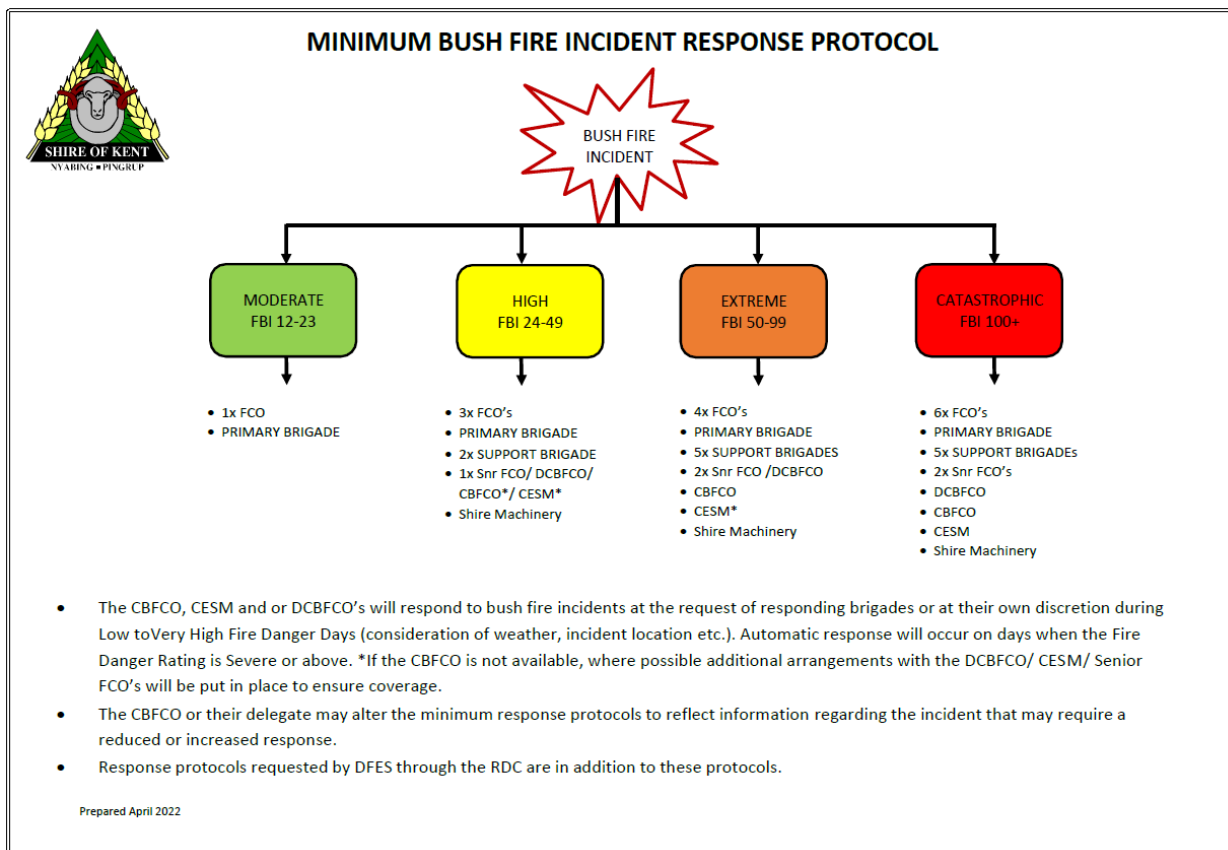 MINIMUM BUSH FIRE INCIDENT RESPONSE PROTOCOL
SHIRE OF KENT
NYABING ▪ PINGRUP
BUSH FIRE
INCIDENT
MODERATE
FBI 12-23
HIGH
FBI 24-49
EXTREME
FBI 50-99
CATASTROPHIC
FBI 100+
• 1x FCO
• PRIMARY BRIGADE
• 3x FCO’s
• PRIMARY BRIGADE
• 2x SUPPORT BRIGADE
• 1x Snr FCO/ DCBFCO/
CBFCO*/ CESM*
• Shire Machinery
• 4x FCO’s
• PRIMARY BRIGADE
• 5x SUPPORT BRIGADES
• 2x Snr FCO /DCBFCO
• CBFCO
• CESM*
• Shire Machinery
• 6x FCO’s
• PRIMARY BRIGADE
• 5x SUPPORT BRIGADEs
• 2x Snr FCO’s
• DCBFCO
• CBFCO
• CESM
• Shire Machinery
• The CBFCO, CESM and or DCBFCO’s will respond to bush fire incidents at the request of responding brigades or at their own discretion during
Low toVery High Fire Danger Days (consideration of weather, incident location etc.). Automatic response will occur on days when the Fire
Danger Rating is Severe or above. *If the CBFCO is not available, where possible additional arrangements with the DCBFCO/ CESM/ Senior
FCO’s will be put in place to ensure coverage.
• The CBFCO or their delegate may alter the minimum response protocols to reflect information regarding the incident that may require a
reduced or increased response.
• Response protocols requested by DFES through the RDC are in addition to these protocols.
Prepared April 2022